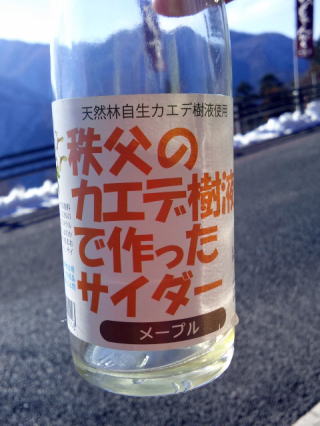 天然林自生カエデ樹液使用
秩父の
カエデ樹液
で作った
サイダー
メープル